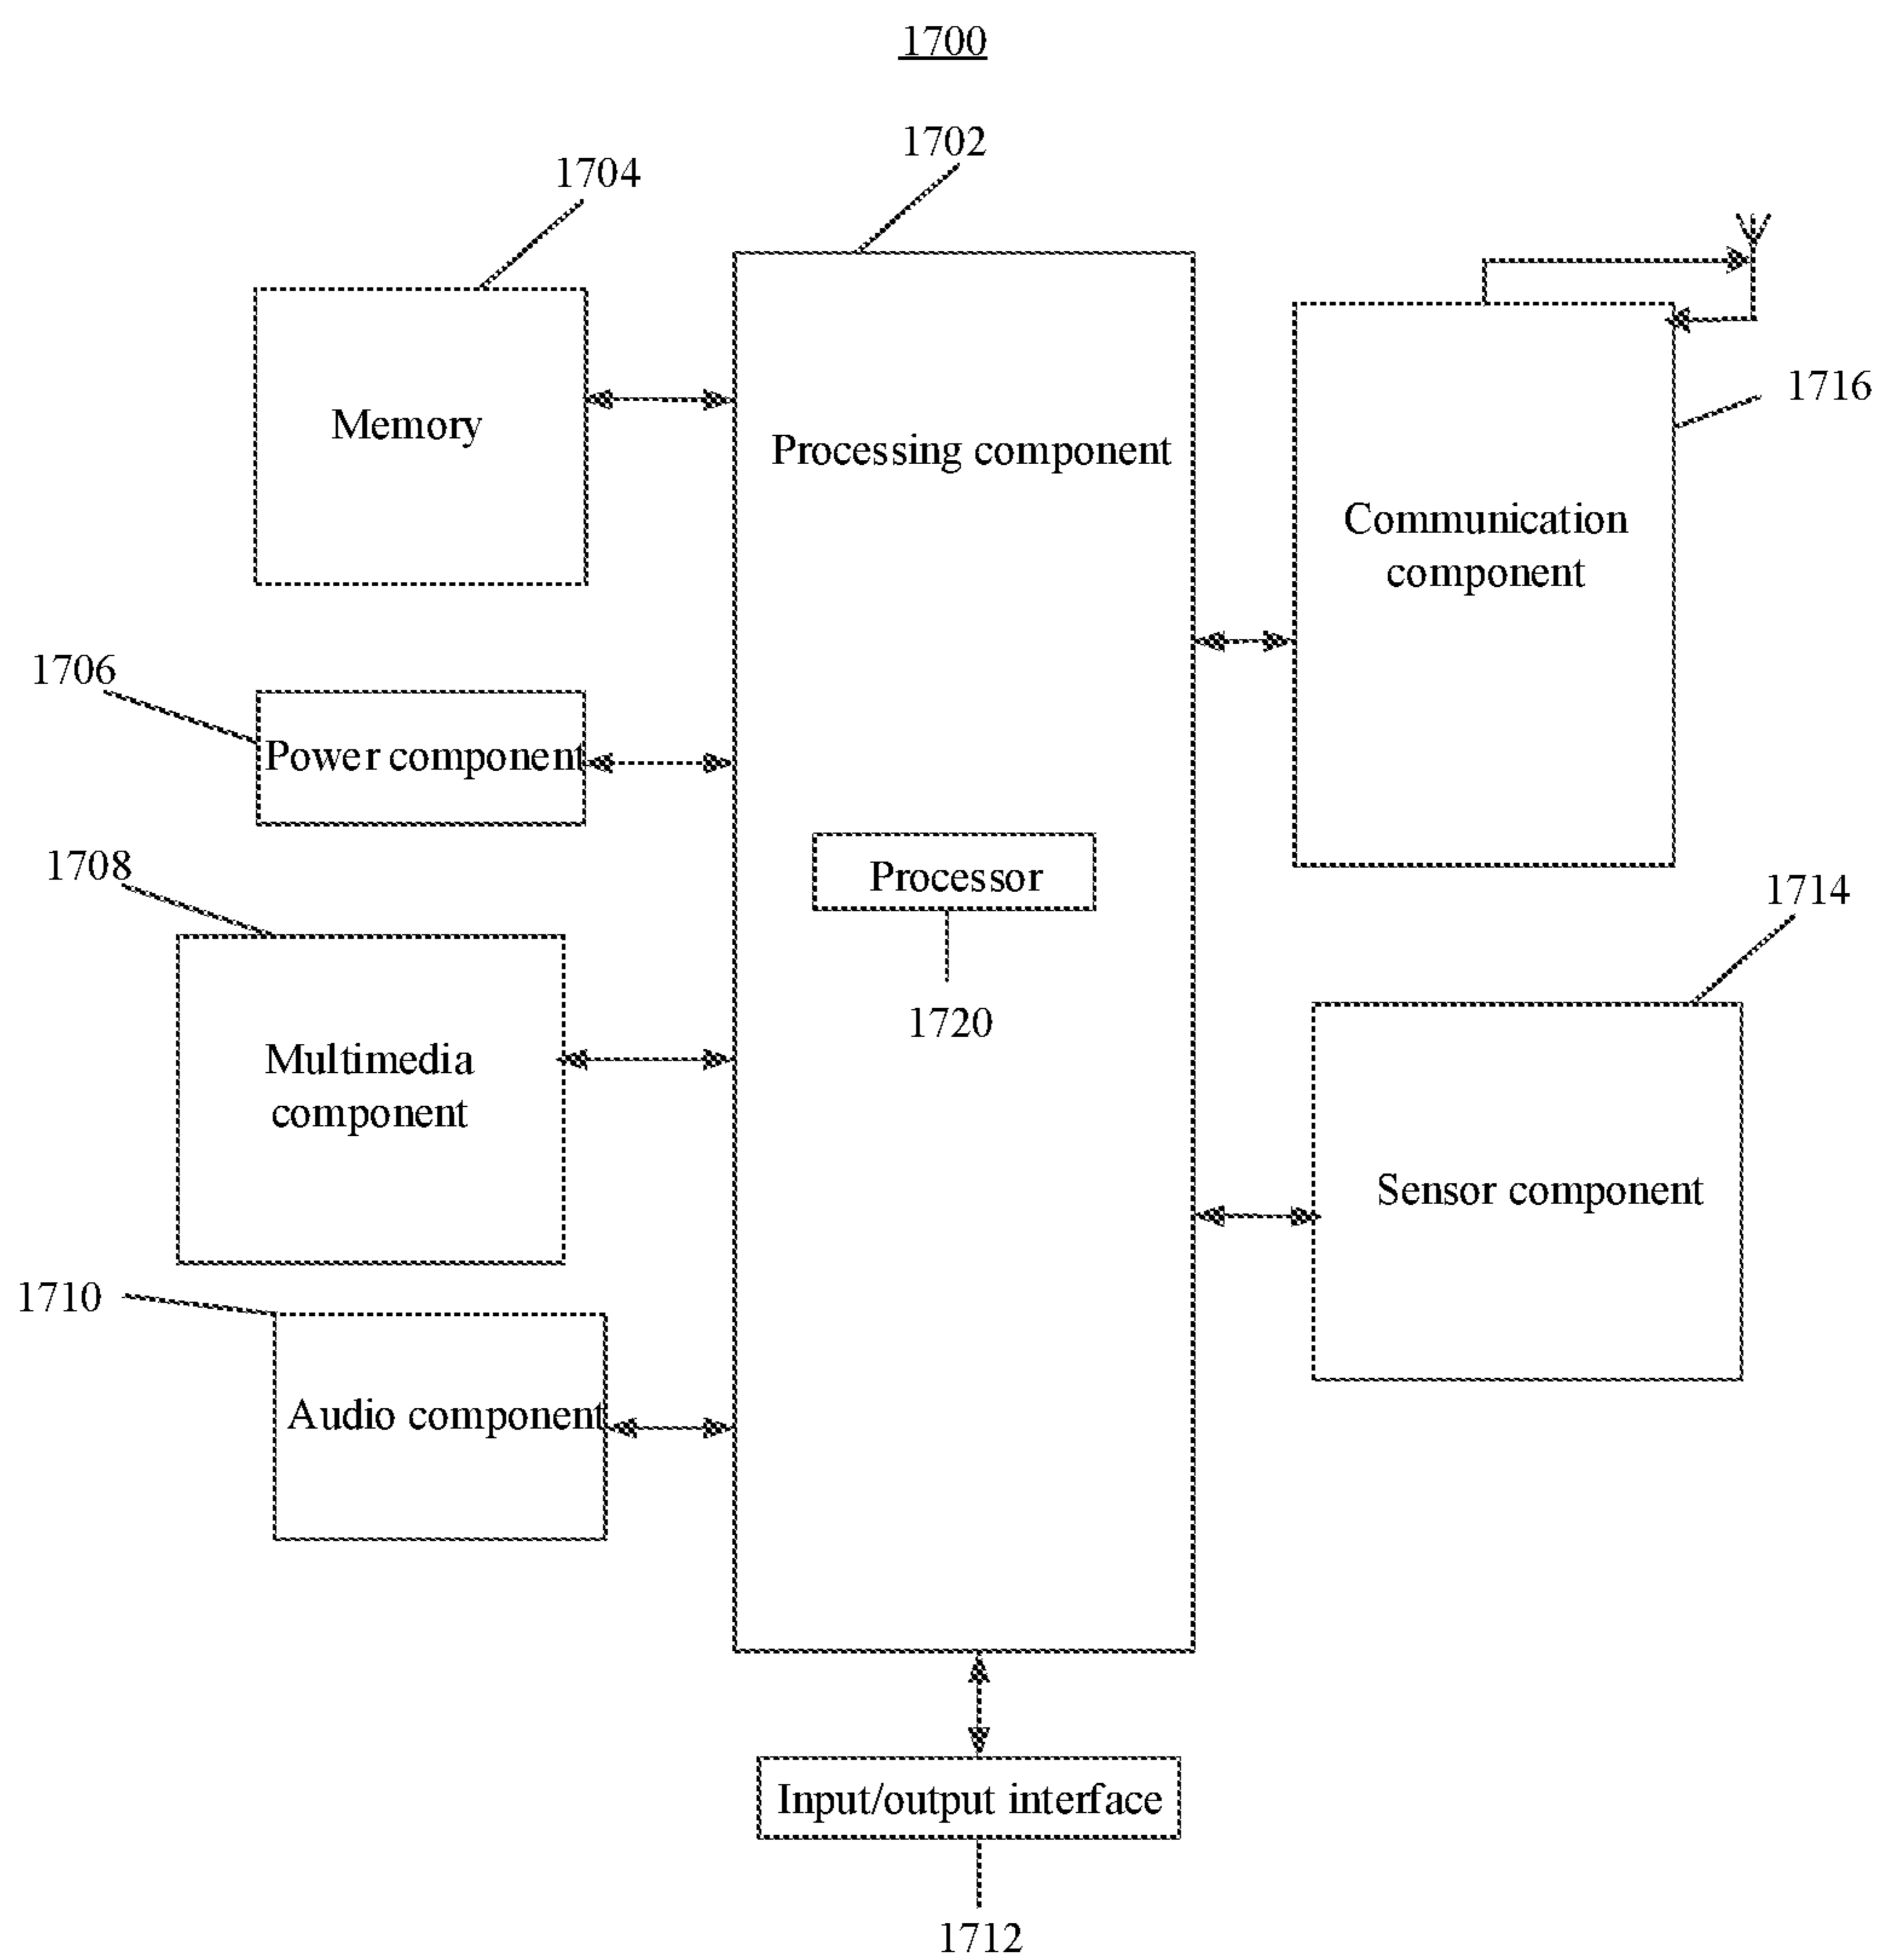 1700
1702
1704
Memory
Processing component
1716
Communication
component
1706
Power component
1708
Processor
1714
1720
Multimedia
component
Sensor component
1710
Audio component
Input/output interface
1712